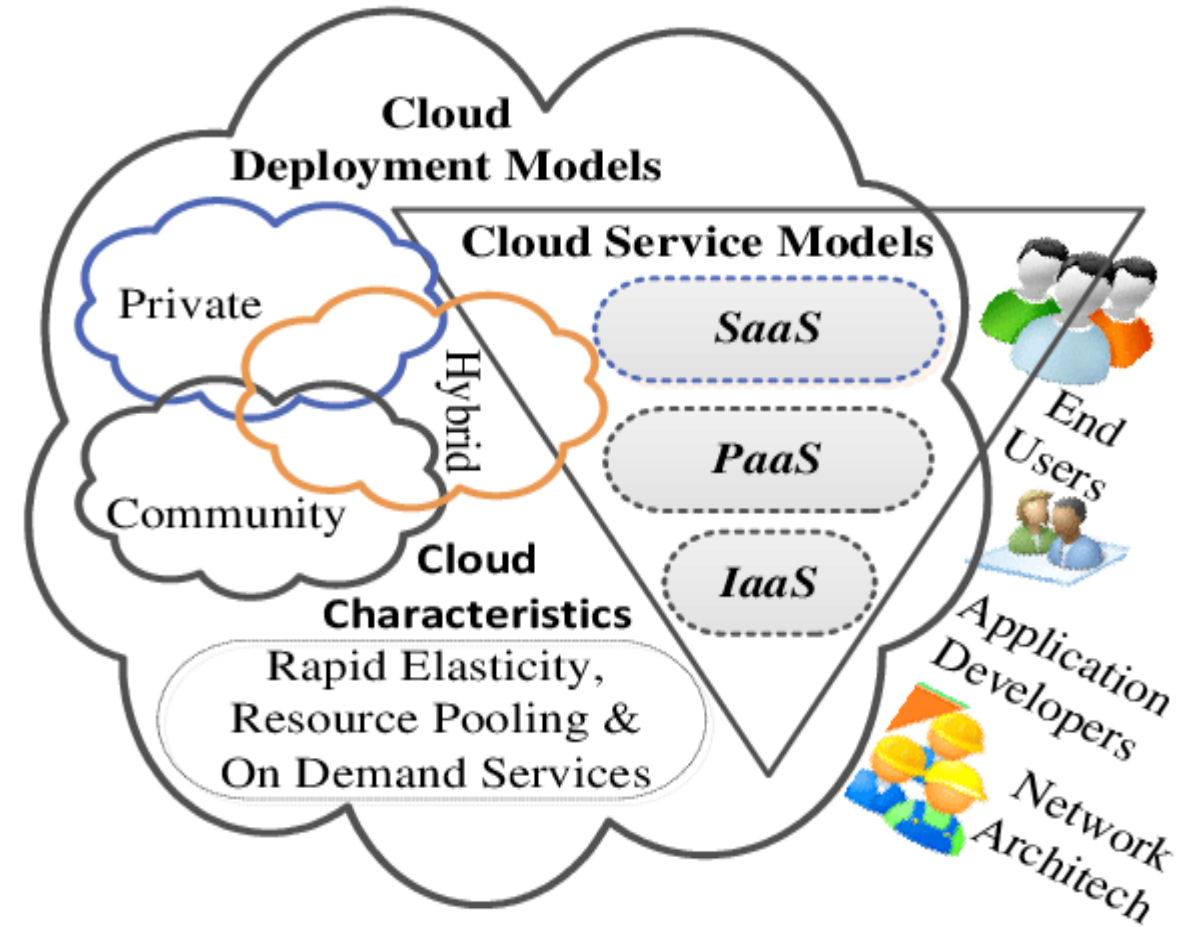 Cloud
Deployment Models
Cloud Service Models
Private
Hybrid
Community
SaaS
PaaS
IaaS
Cloud
Characteristics
Rapid Elasticity,
Resource Pooling &
On Demand Services
End
Users
Application
Developers
Network
Architech